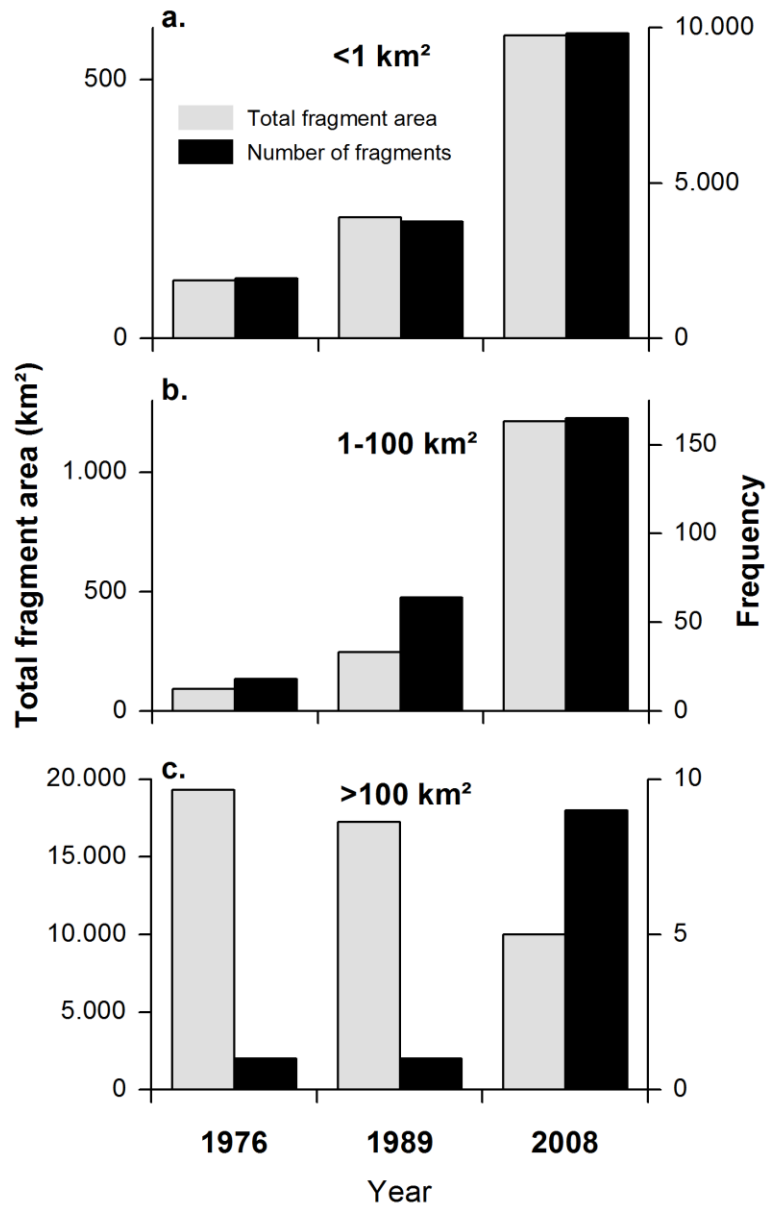 a.
<1 km²
Total fragment area
Number of fragments
500
0
10.000
5.000
0
b.
1-100 km²
1.000
500
0
150
100
50
0
Total fragment area (km²)
Frequency
c.
>100 km²
20.000
15.000
10.000
5.000
0
10
5
0
1976 1989 2008
Year